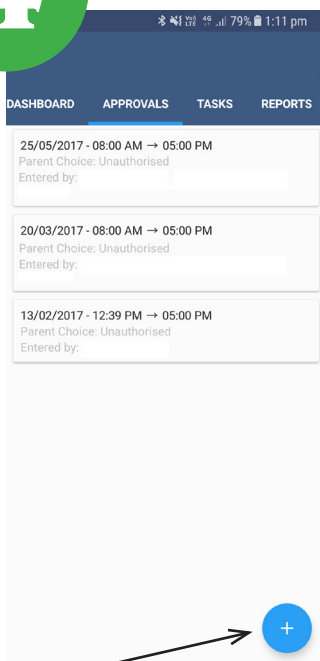 79% 1:11 pm
DASHBOARD APPROVALS TASKS REPORTS
25/05/2017 - 08:00 AM → 05:00 PM
Parent Choice: Unauthorised
Entered by:
20/03/2017 - 08:00 AM → 05:00 PM
Parent Choice: Unauthorised
Entered by:
13/02/2017 - 12:39 PM → 05:00 PM
Parent Choice: Unauthorised
Entered by:
+